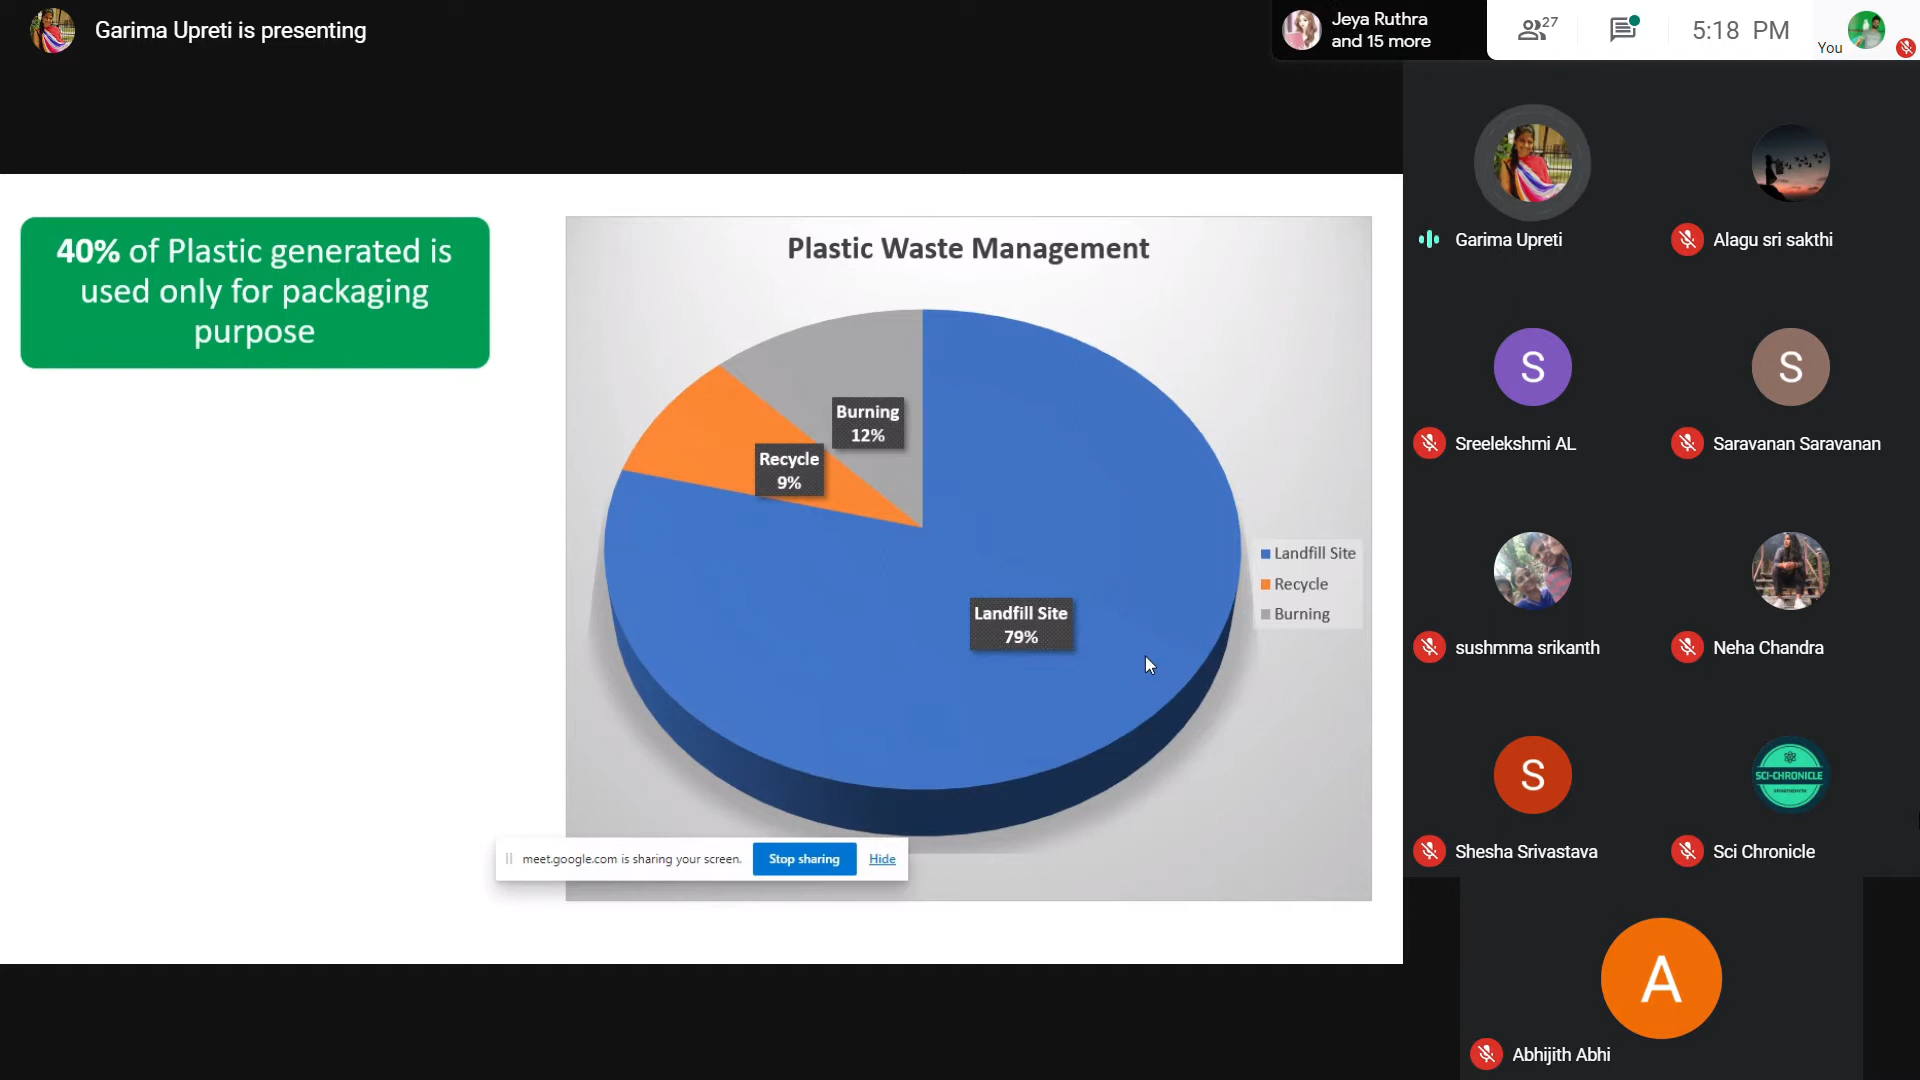 Garima Upreti is presenting
Jeya Ruthra
and 15 more
27
5:18 PM
You
40% of Plastic generated is
used only for packaging
purpose
Plastic Waste Management
Burning
12%
Recycle
9%
Landfill Site
79%
Landfill Site
Recycle
Burning
meet.google.com is sharing your screen.
Stop sharing
Hide
Garima Upreti
Alagu sri sakthi
S
S
Sreelekshmi AL
Saravanan Saravanan
sushmma srikanth
Neha Chandra
S
SCI-CHRONICLE
Shesha Srivastava
Sci Chronicle
A
Abhijith Abhi